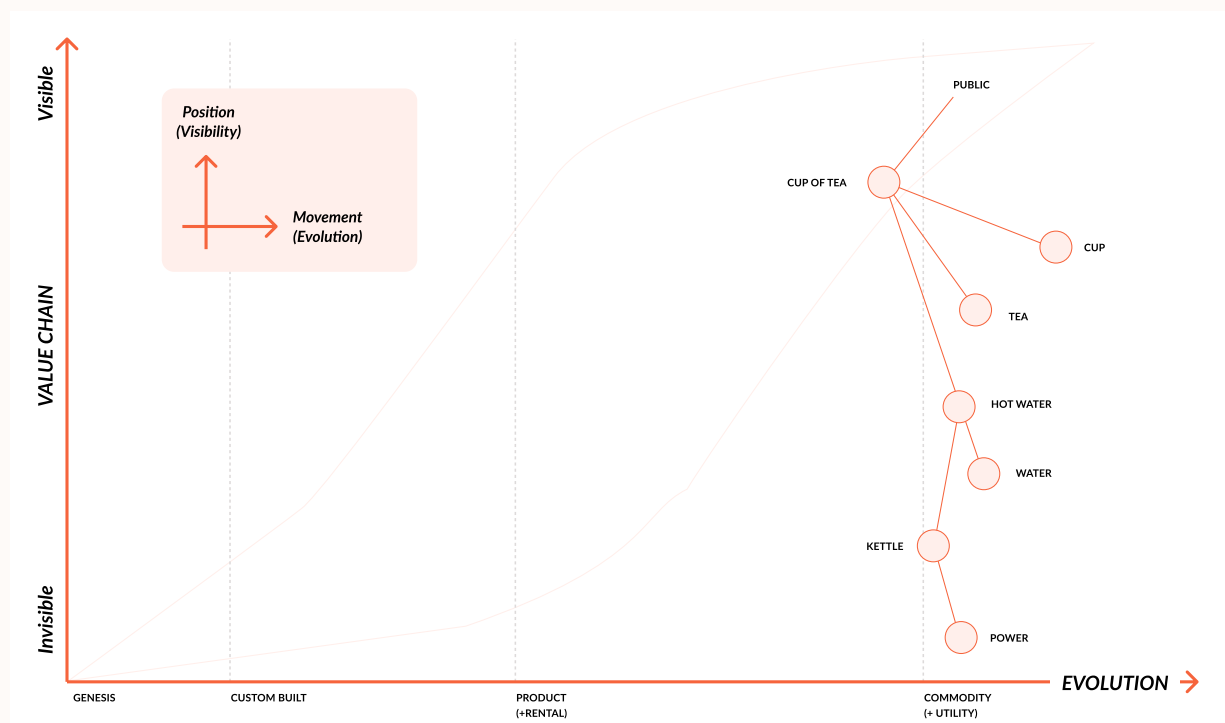 Visible
Position
(Visibility)
PUBLIC
CUP OF TEA
Movement
(Evolution)
CUP
VALUE CHAIN
TEA
HOT WATER
WATER
KETTLE
Invisible
POWER
EVOLUTION
GENESIS
CUSTOM BUILT
PRODUCT
(+RENTAL)
COMMODITY
(+ UTILITY)